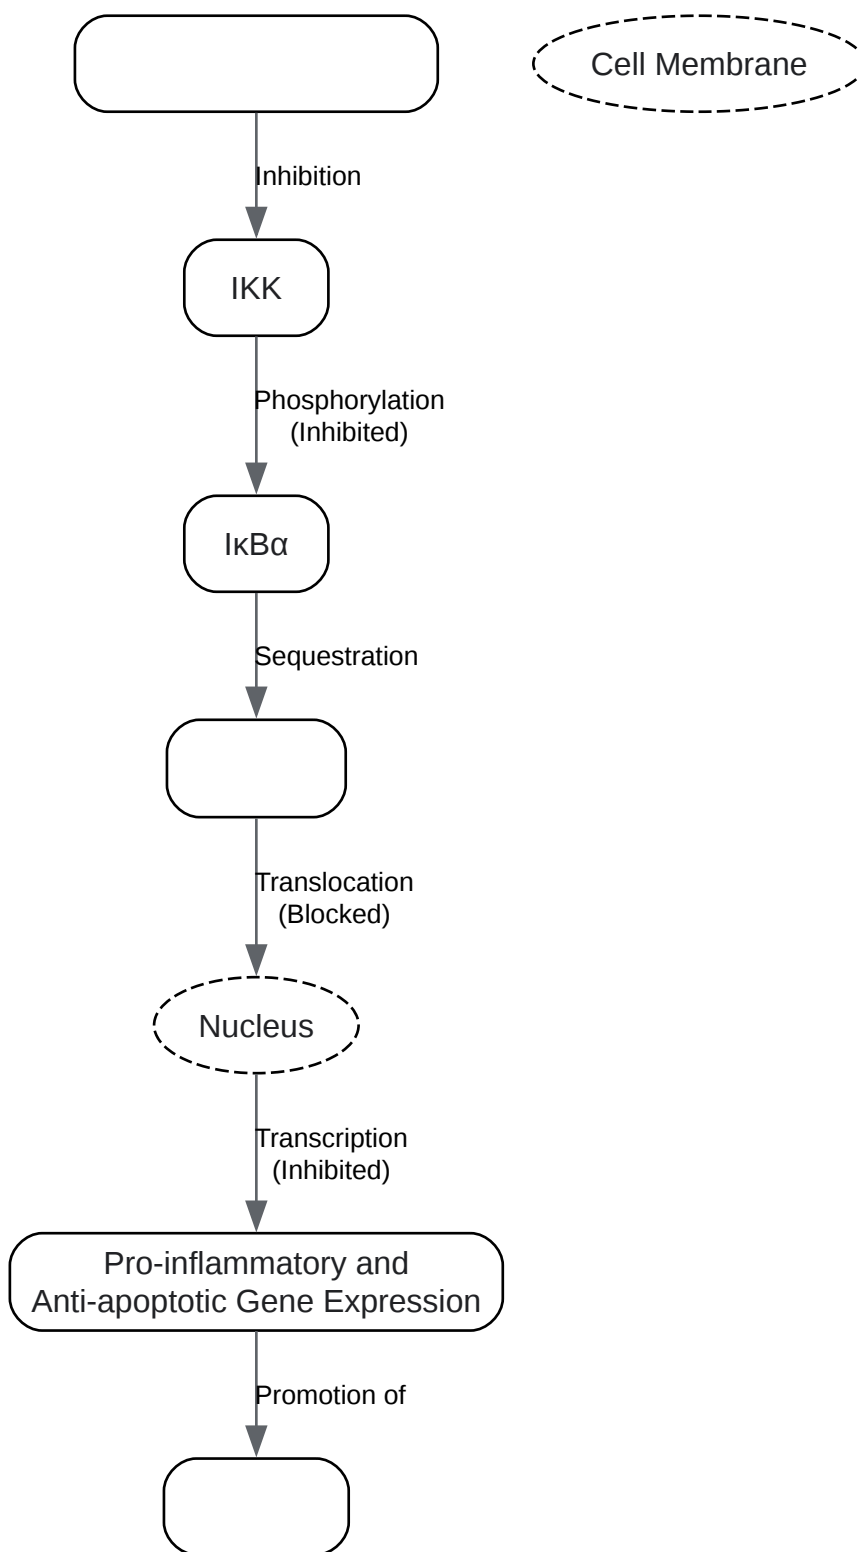 Cell Membrane
Inhibition
IKK
Phosphorylation
(Inhibited)
IκBα
Sequestration
Translocation
(Blocked)
Nucleus
Transcription
(Inhibited)
Pro-inflammatory and
Anti-apoptotic Gene Expression
Promotion of